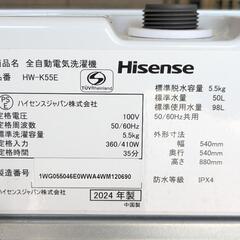 商品名 全自動電気洗濯機
品番 HW-K55E
TÜVRheinland
Hisense
PS
E
ハイセンスジャパン株式会社
定格電圧 100V
定格周波数 50/60Hz
標準洗濯容量 5.5kg
定格消費電力 360/410W
35分
1WG055046E0WWA4WM120690
ハイセンスジャパン株式会社
2024年製
中国製
標準脱水容量 5.5kg
標準水量 50L
標準使用水量 98L
50/60Hz共用
外形寸法
幅 540mm
奥行 540mm
高さ 880mm
防水等級 IPX4